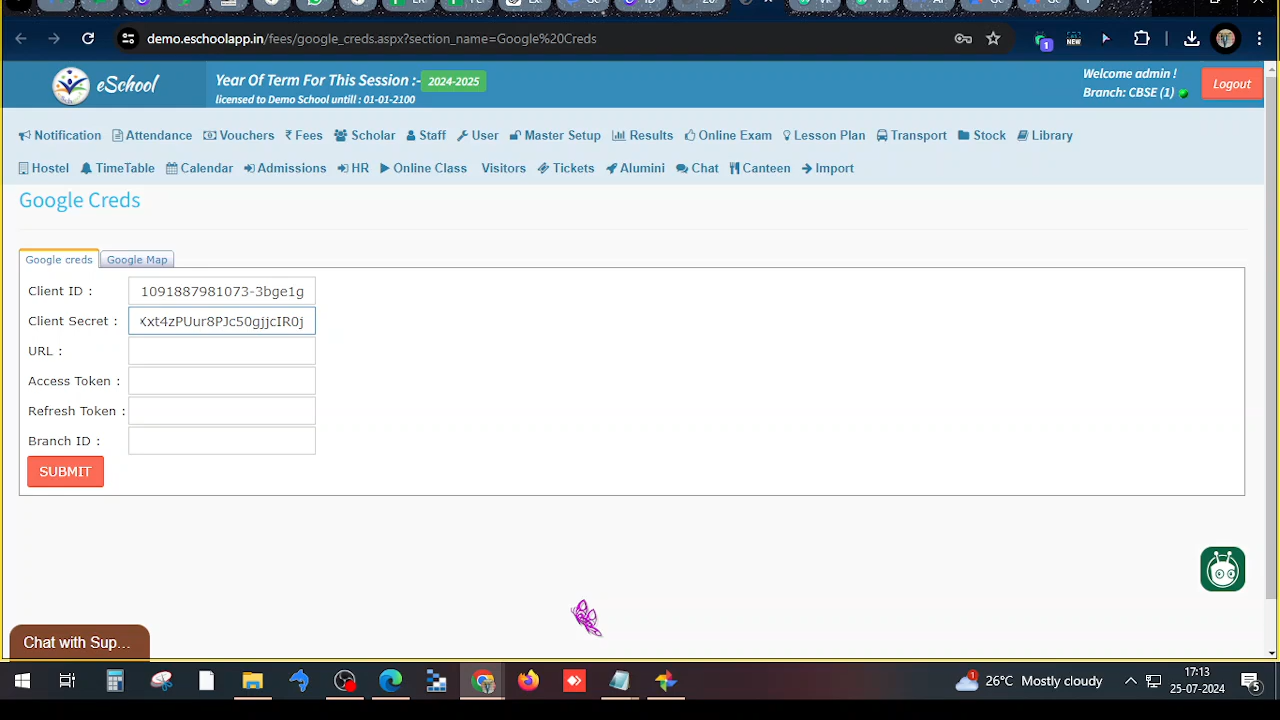 demo.eschoolapp.in/fees/google_creds.aspx?section_name=Google%20Creds
1
NEW
eSchool
Year Of Term For This Session :- 2024-2025
licensed to Demo School untill : 01-01-2100
Welcome admin !
Branch: CBSE (1)
Logout
Notification Attendance Vouchers ₹ Fees Scholar Staff User Master Setup Results Online Exam Lesson Plan Transport Stock Library
Hostel TimeTable Calendar Admissions HR Online Class Visitors Tickets Alumini Chat Canteen Import
Google Creds
Google creds Google Map
Client ID : 1091887981073-3bge1g
Client Secret : Xxt4zPUur8PJc50gjjcIR0j
URL :
Access Token :
Refresh Token :
Branch ID :
SUBMIT
Chat with Sup...
1 26°C Mostly cloudy
17:13
25-07-2024
5